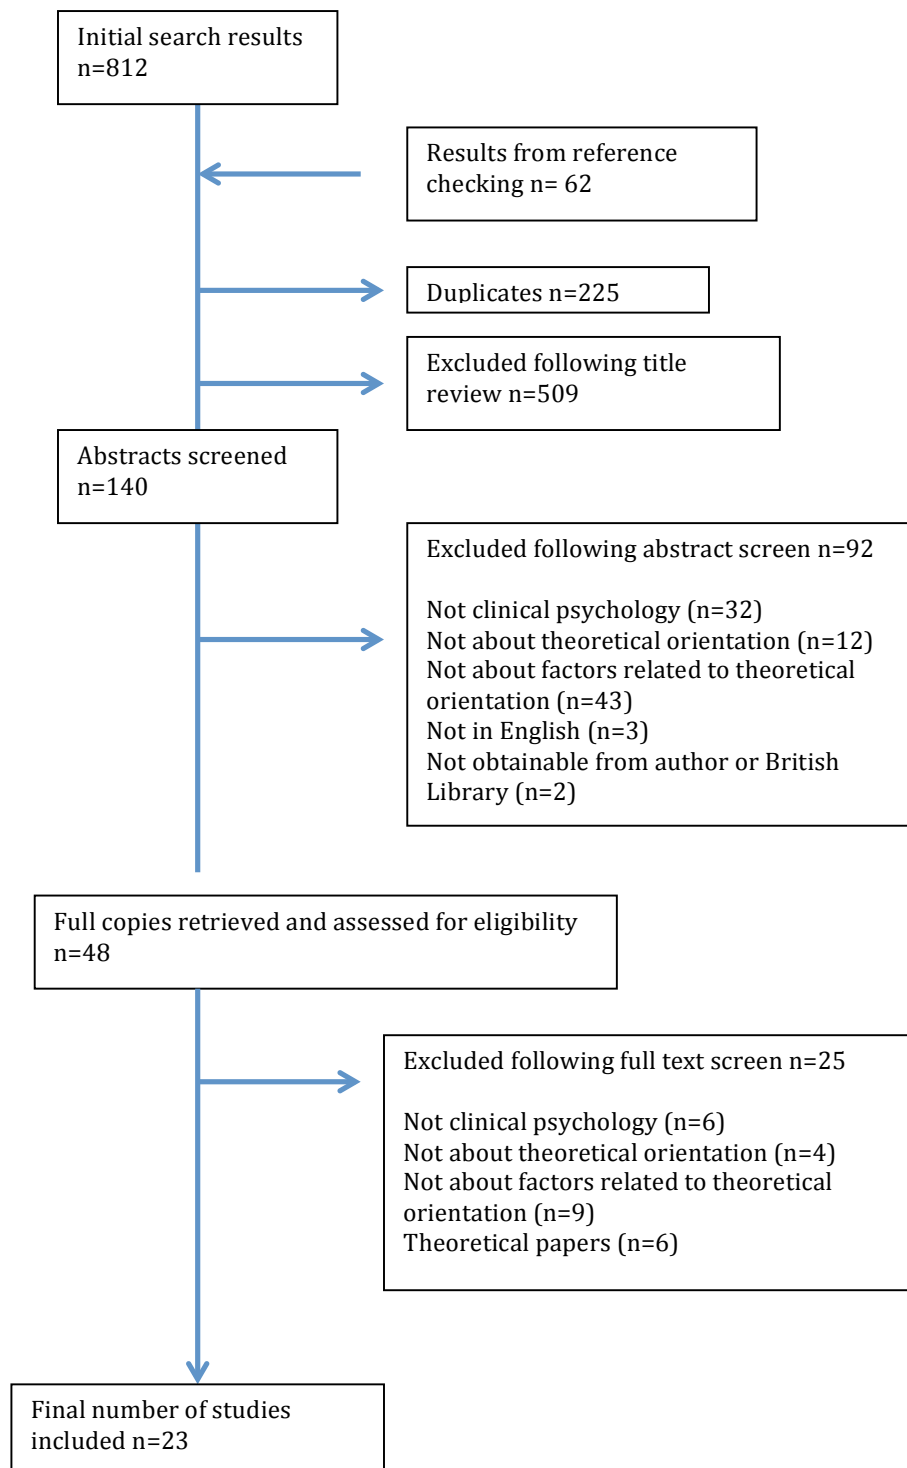 Initial search results
n=812
Results from reference
checking n= 62
Duplicates n=225
Excluded following title
review n=509
Abstracts screened
n=140
Excluded following abstract screen n=92
Not clinical psychology (n=32)
Not about theoretical orientation (n=12)
Not about factors related to theoretical
orientation (n=43)
Not in English (n=3)
Not obtainable from author or British
Library (n=2)
Full copies retrieved and assessed for eligibility
n=48
Excluded following full text screen n=25
Not clinical psychology (n=6)
Not about theoretical orientation (n=4)
Not about factors related to theoretical
orientation (n=9)
Theoretical papers (n=6)
Final number of studies
included n=23